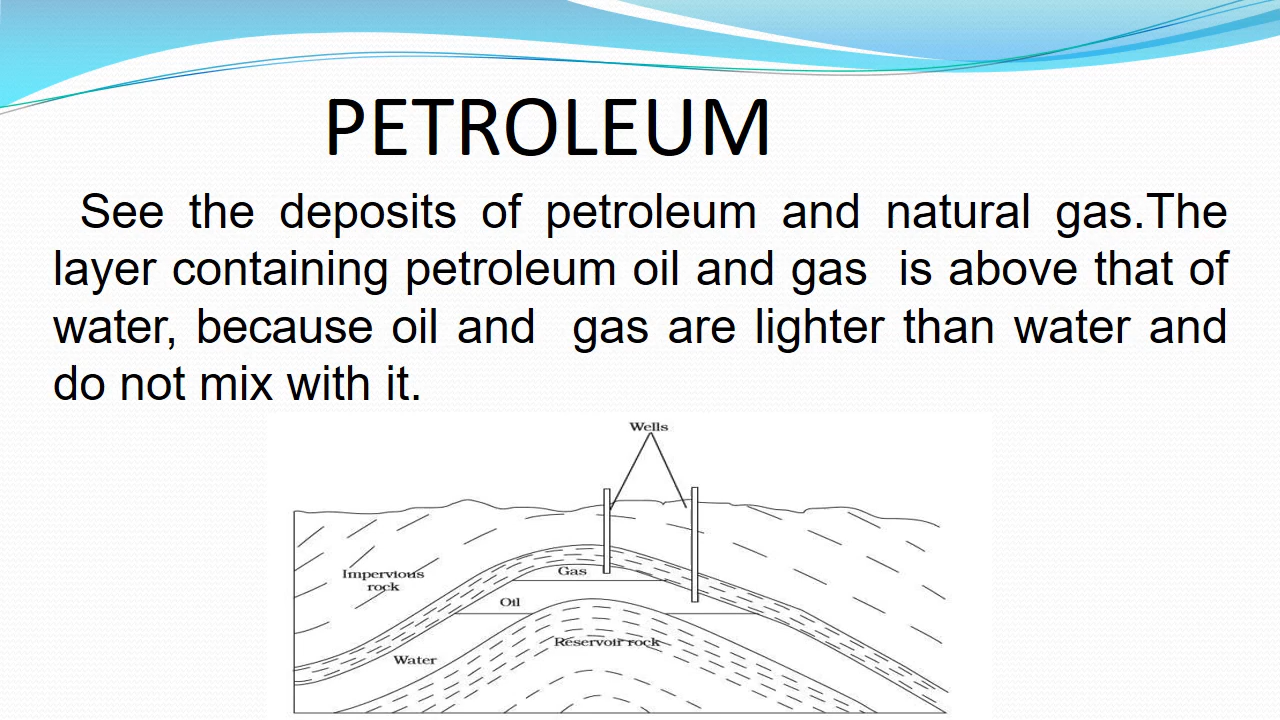 PETROLEUM
See the deposits of petroleum and natural gas.The
layer containing petroleum oil and gas is above that of
water, because oil and gas are lighter than water and
do not mix with it.
Wells
Impervious
rock
Gas
Oil
Reservoir rock
Water